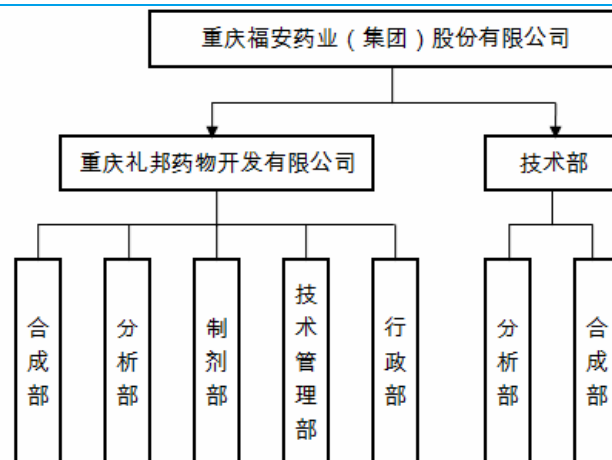 重庆福安药业（集团）股份有限公司
重庆礼邦药物开发有限公司
技术部
合成部
分析部
制剂部
技术管理部
行政部
分析部
合成部